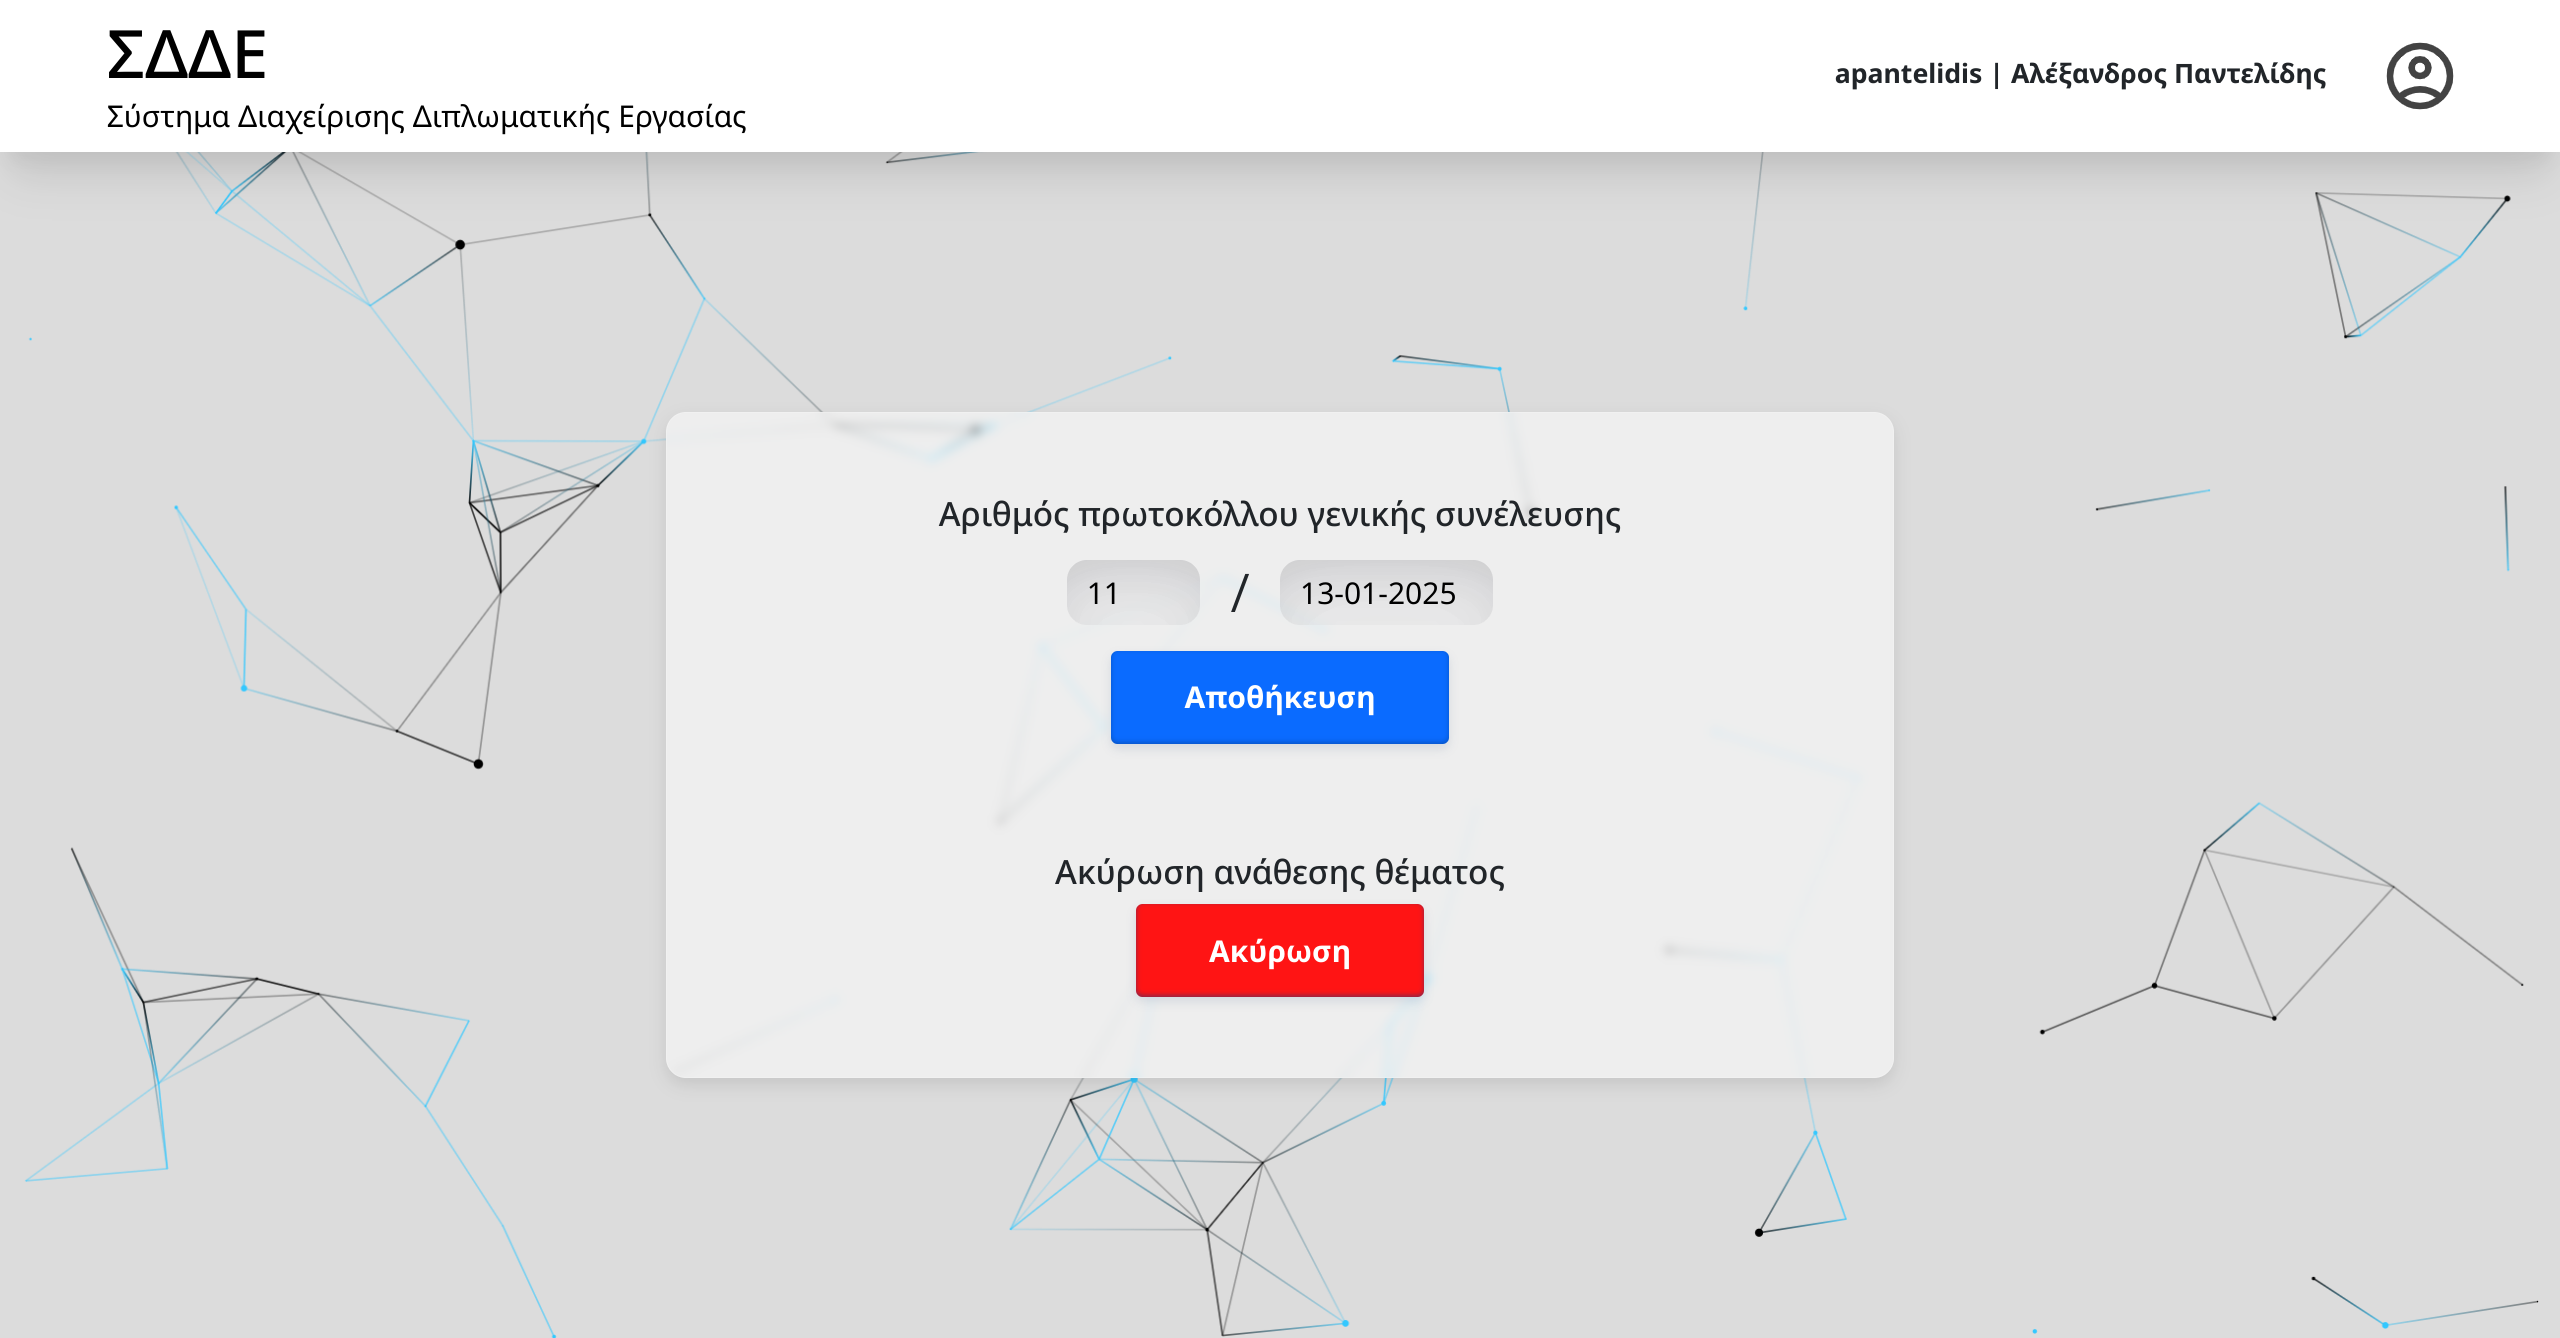 ΣΔΔΕ
Σύστημα Διαχείρισης Διπλωματικής Εργασίας
apantelidis | Αλέξανδρος Παντελίδης
Αριθμός πρωτοκόλλου γενικής συνέλευσης
11 / 13-01-2025
Αποθήκευση
Ακύρωση ανάθεσης θέματος
Ακύρωση